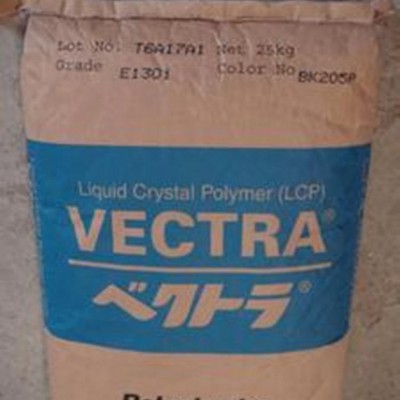 Lot No. T6A17A1 Net 25kg
Grade E130i Color No BK205P
Liquid Crystal Polymer (LCP)
VECTRA®
ベクトラ®